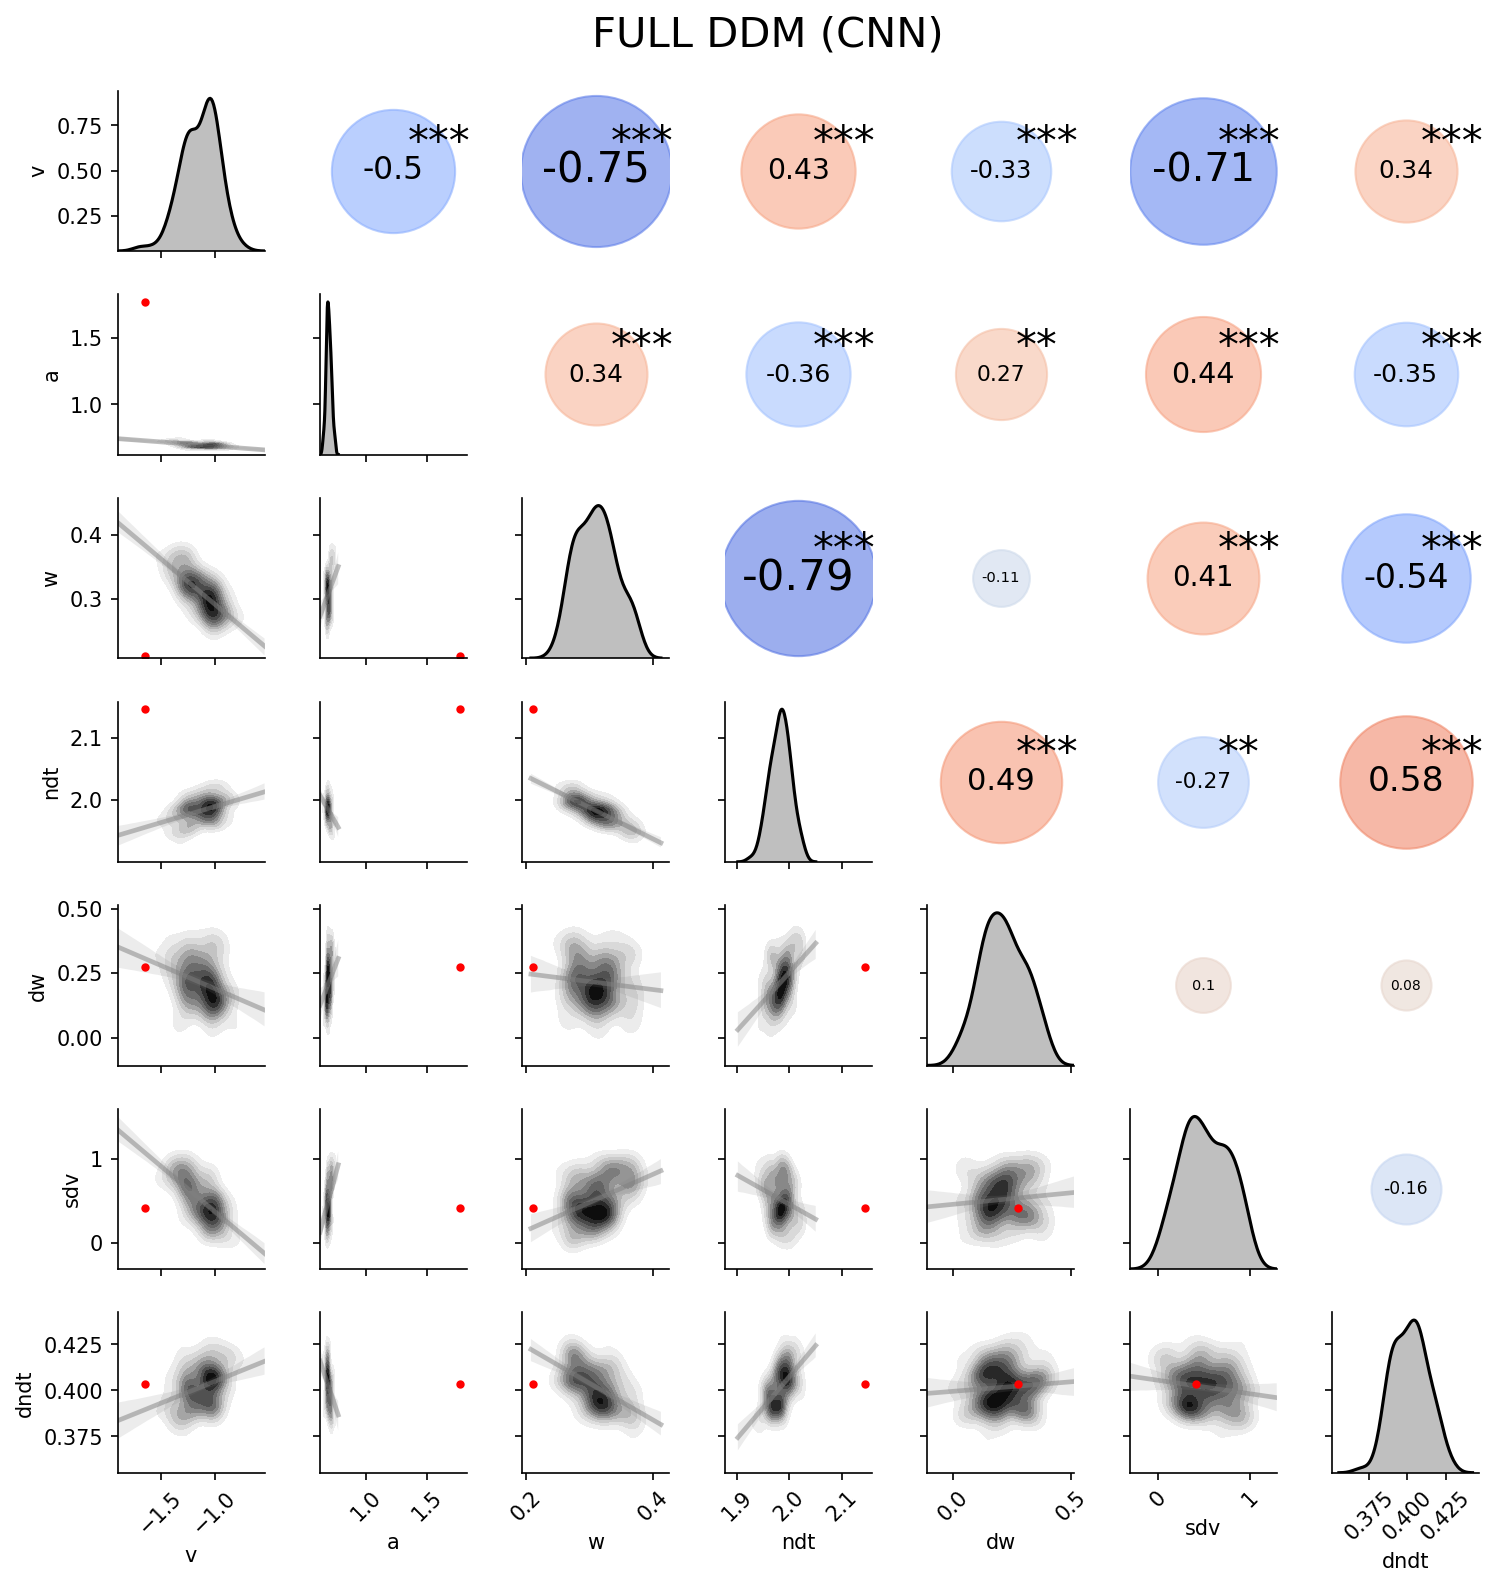 FULL DDM (CNN)
v
0.75
0.50
0.25
-0.5 ***
-0.75 ***
0.43 ***
-0.33 ***
-0.71 ***
0.34 ***
a
1.5
1.0
0.34 ***
-0.36 ***
0.27 **
0.44 ***
-0.35 ***
w
0.4
0.3
-0.79 ***
-0.11
0.41 ***
-0.54 ***
ndt
2.1
2.0
0.49 ***
-0.27 **
0.58 ***
dw
0.50
0.25
0.00
0.1
0.08
sdv
1
0
-0.16
dndt
0.425
0.400
0.375
−1.5 −1.0
v
1.0 1.5
a
0.2 0.4
w
1.9 2.0 2.1
ndt
0.0 0.5
dw
0 1
sdv
0.375 0.400 0.425
dndt